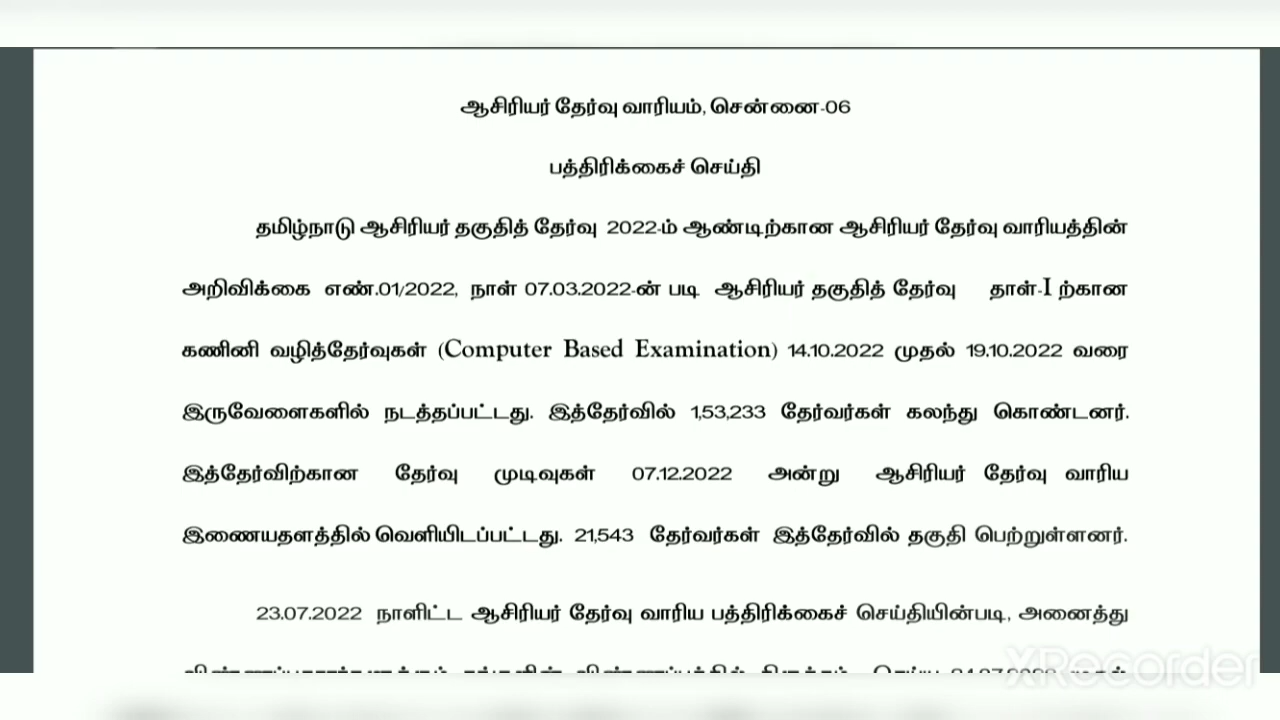 ஆசிரியர் தேர்வு வாரியம், சென்னை-06
பத்திரிக்கைச் செய்தி
தமிழ்நாடு ஆசிரியர் தகுதித் தேர்வு 2022-ம் ஆண்டிற்கான ஆசிரியர் தேர்வு வாரியத்தின்
அறிவிக்கை எண்.01/2022, நாள் 07.03.2022-ன் படி ஆசிரியர் தகுதித் தேர்வு தாள்-I ற்கான
கணினி வழித்தேர்வுகள் (Computer Based Examination) 14.10.2022 முதல் 19.10.2022 வரை
இருவேளைகளில் நடத்தப்பட்டது. இத்தேர்வில் 1,53,233 தேர்வர்கள் கலந்து கொண்டனர்.
இத்தேர்விற்கான தேர்வு முடிவுகள் 07.12.2022 அன்று ஆசிரியர் தேர்வு வாரிய
இணையதளத்தில் வெளியிடப்பட்டது. 21,543 தேர்வர்கள் இத்தேர்வில் தகுதி பெற்றுள்ளனர்.
23.07.2022 நாளிட்ட ஆசிரியர் தேர்வு வாரிய பத்திரிக்கைச் செய்தியின்படி, அனைத்து
XRecorder